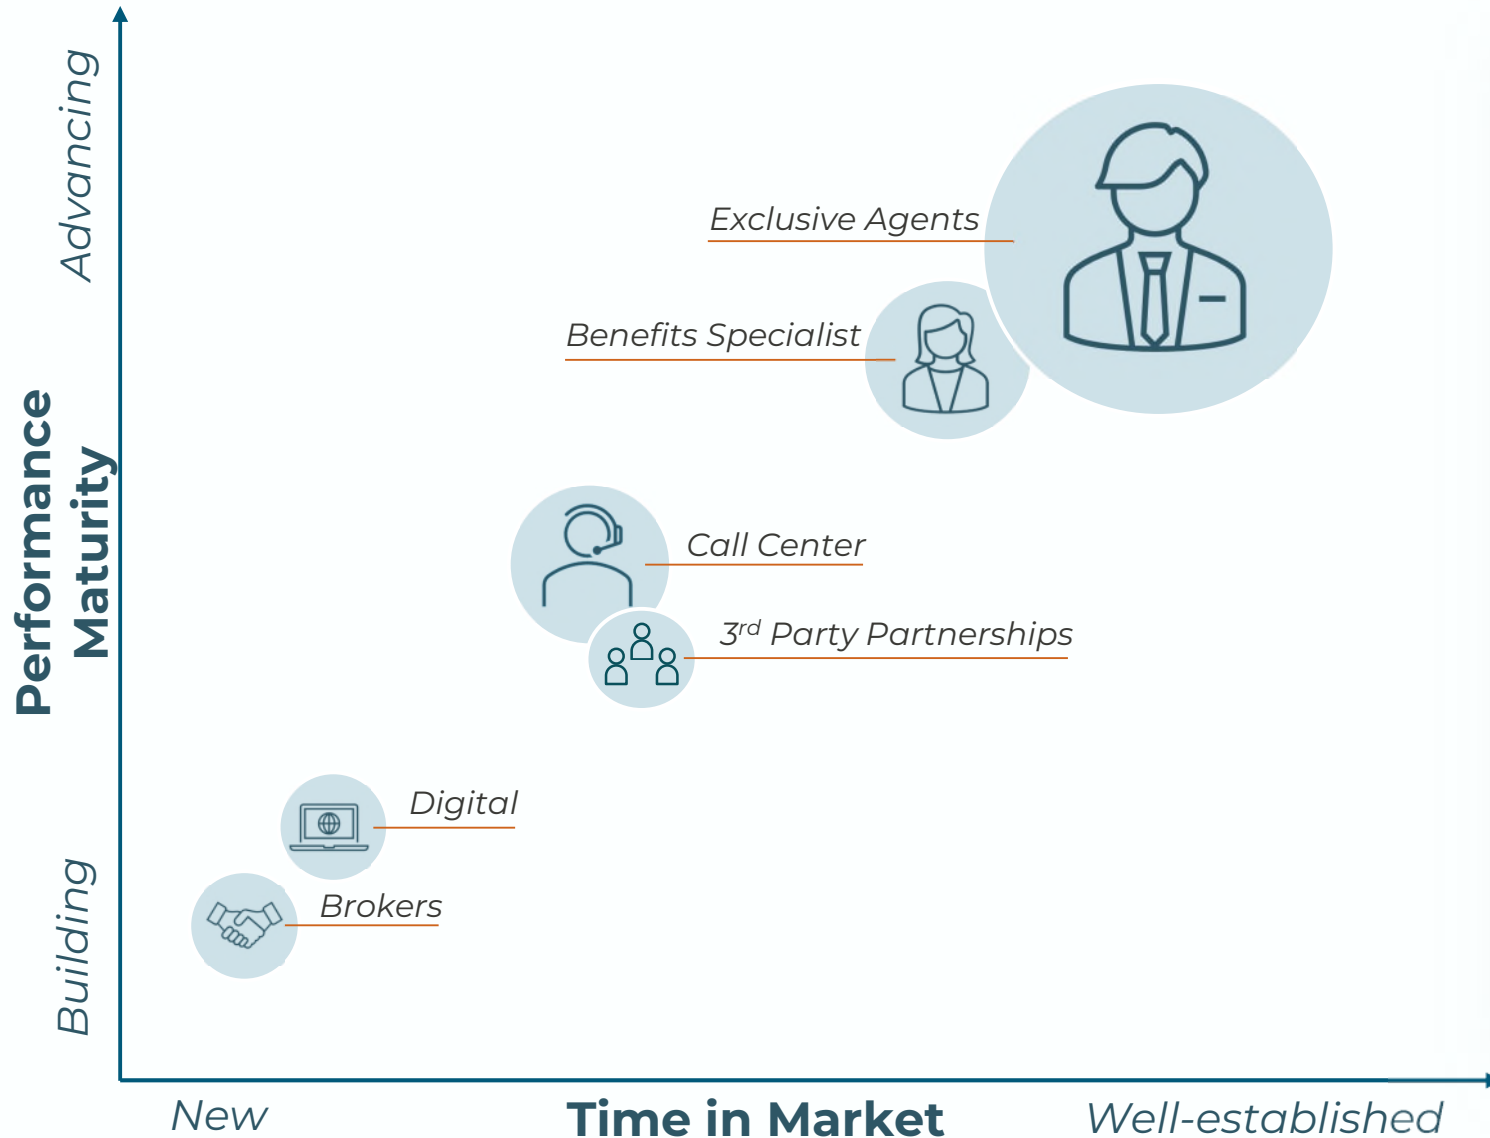 Advancing
Performance
Maturity
Building
Exclusive Agents
Benefits Specialist
Call Center
3rd Party Partnerships
Digital
Brokers
New
Time in Market
Well-established